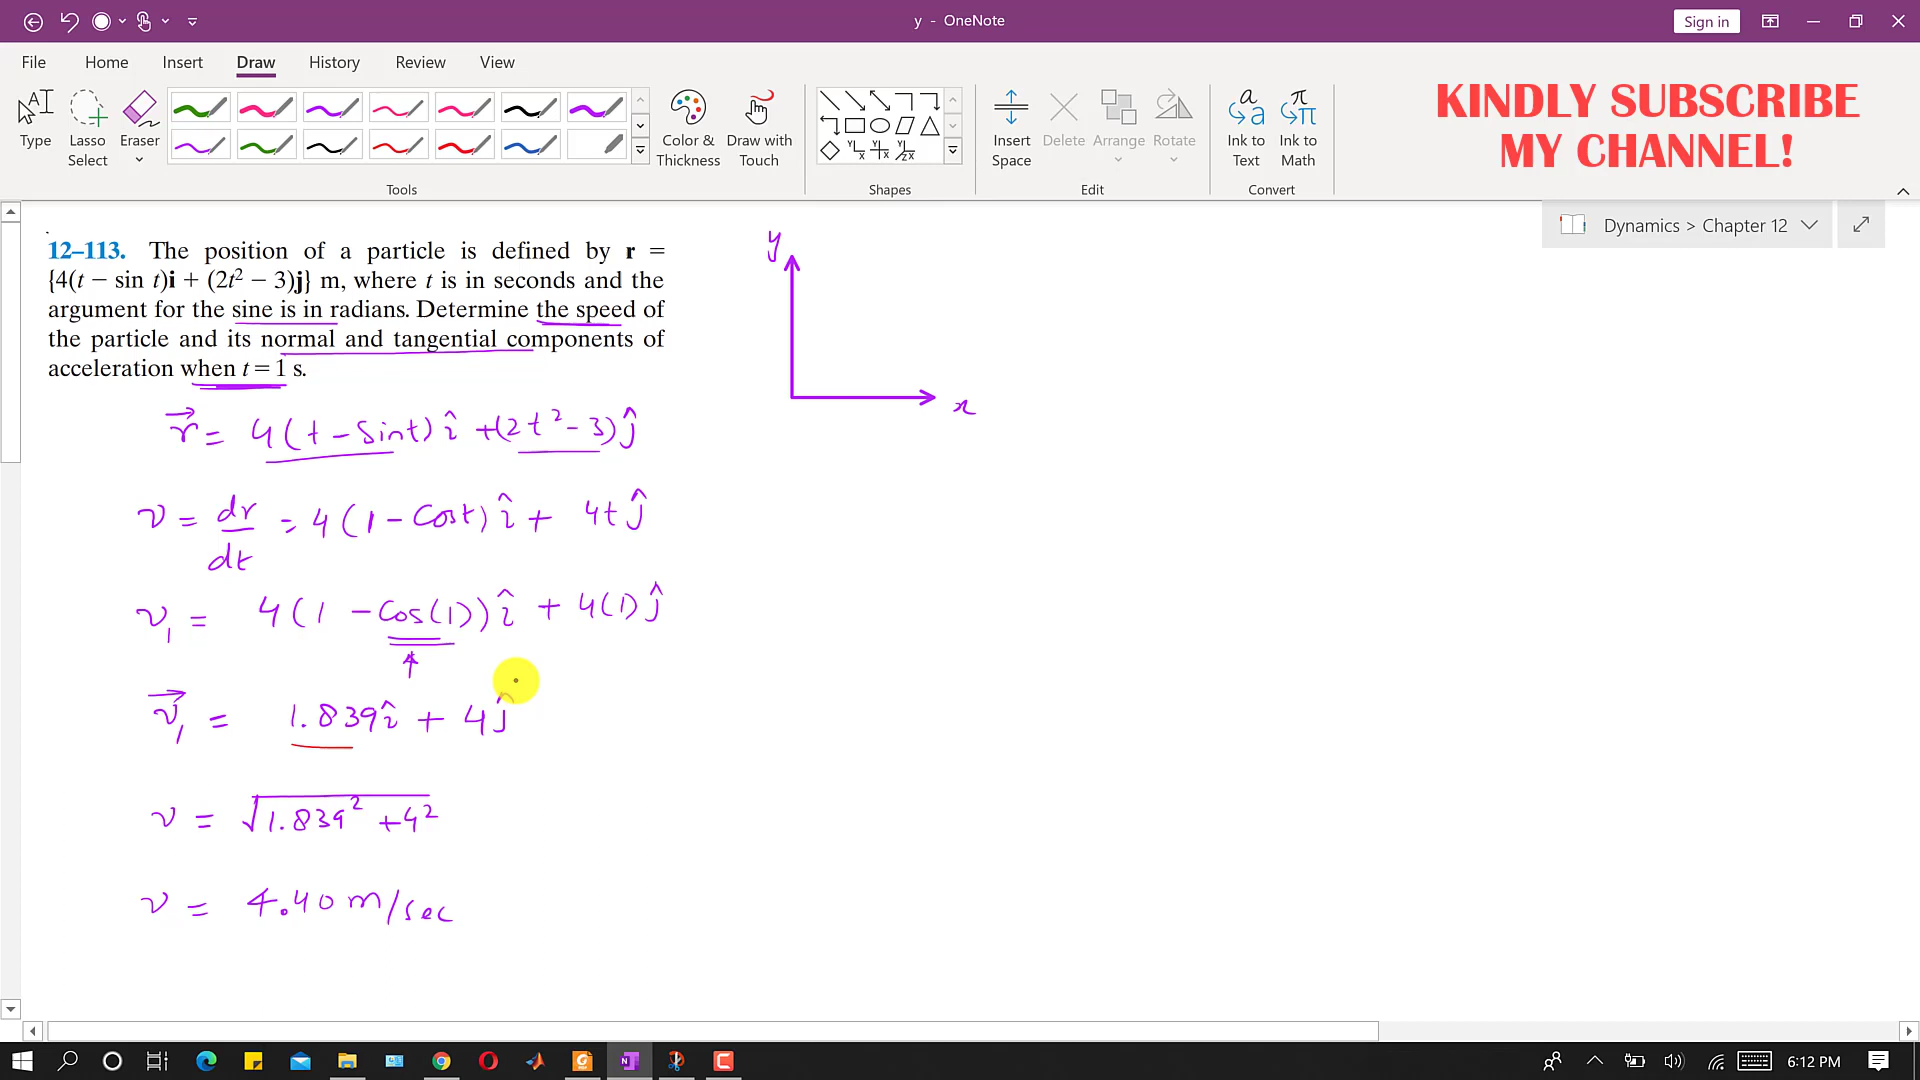 y - OneNote
Sign in
File Home Insert Draw History Review View
KINDLY SUBSCRIBE
MY CHANNEL!
Type
Lasso
Select
Eraser
Color &
Thickness
Draw with
Touch
Insert
Space
Delete
Arrange
Rotate
Ink to
Text
Ink to
Math
Tools
Shapes
Edit
Convert
Dynamics > Chapter 12
12–113. The position of a particle is defined by r =
{4(t − sin t)i + (2t² − 3)j} m, where t is in seconds and the
argument for the sine is in radians. Determine the speed of
the particle and its normal and tangential components of
acceleration when t = 1 s.
y
x
r⃗ = 4(t − Sint)î + (2t² − 3)ĵ
v = dr/dt = 4(1 − Cost)î + 4tĵ
v₁ = 4(1 − Cos(1))î + 4(1)ĵ
v⃗₁ = 1.839î + 4ĵ
v = √1.839² + 4²
v = 4.40 m/sec
6:12 PM